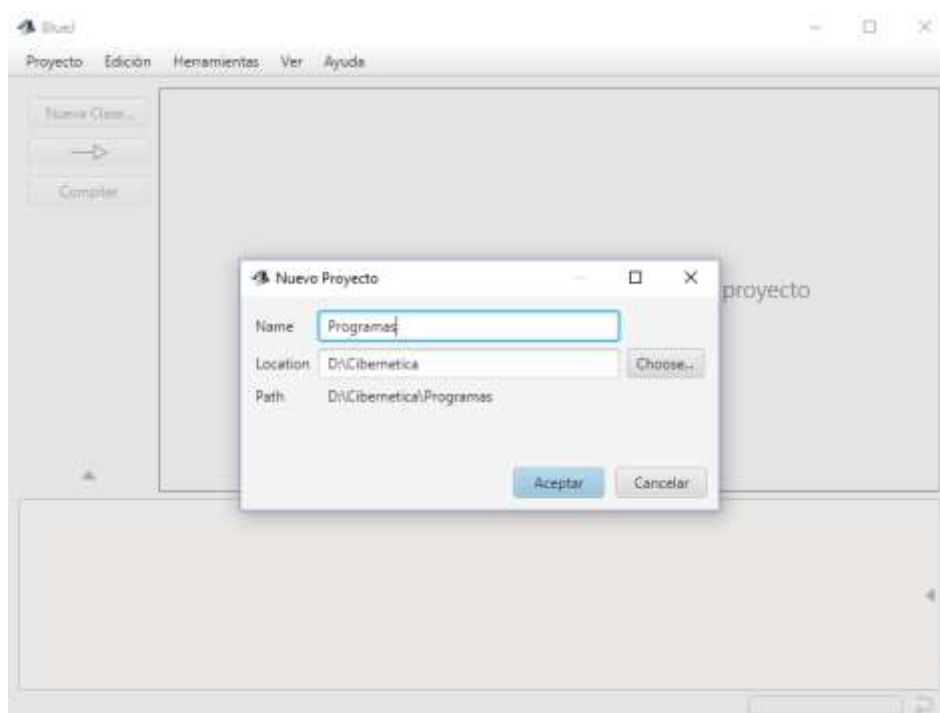 BlueJ
Proyecto Edición Herramientas Ver Ayuda
Nueva Clase...
Compilar
Nuevo Proyecto
proyecto
Name Programas
Location D:\Cibernetica Choose...
Path D:\Cibernetica\Programas
Aceptar Cancelar